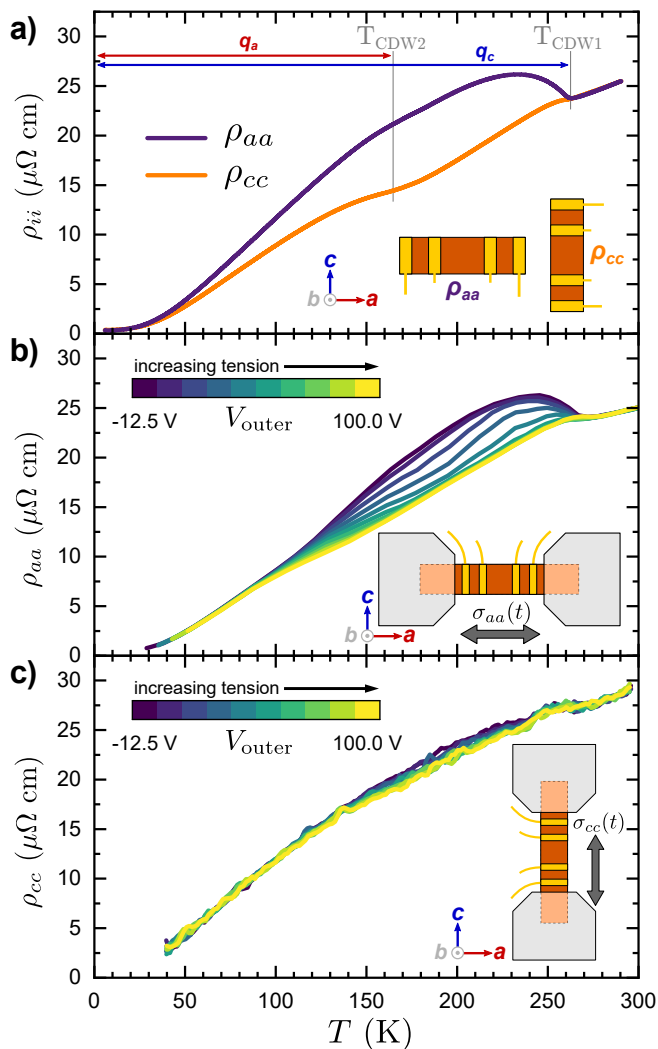 a)
30
25
20
15
10
5
0
ρii (μΩ cm)
qa
TCDW2
qc
TCDW1
ρaa
ρcc
c
b
a
ρaa
ρcc
b)
30
25
20
15
10
5
0
ρaa (μΩ cm)
increasing tension
-12.5 V
Vouter
100.0 V
c
b
a
σaa(t)
c)
30
25
20
15
10
5
0
ρcc (μΩ cm)
increasing tension
-12.5 V
Vouter
100.0 V
σcc(t)
c
b
a
0 50 100 150 200 250 300
T (K)